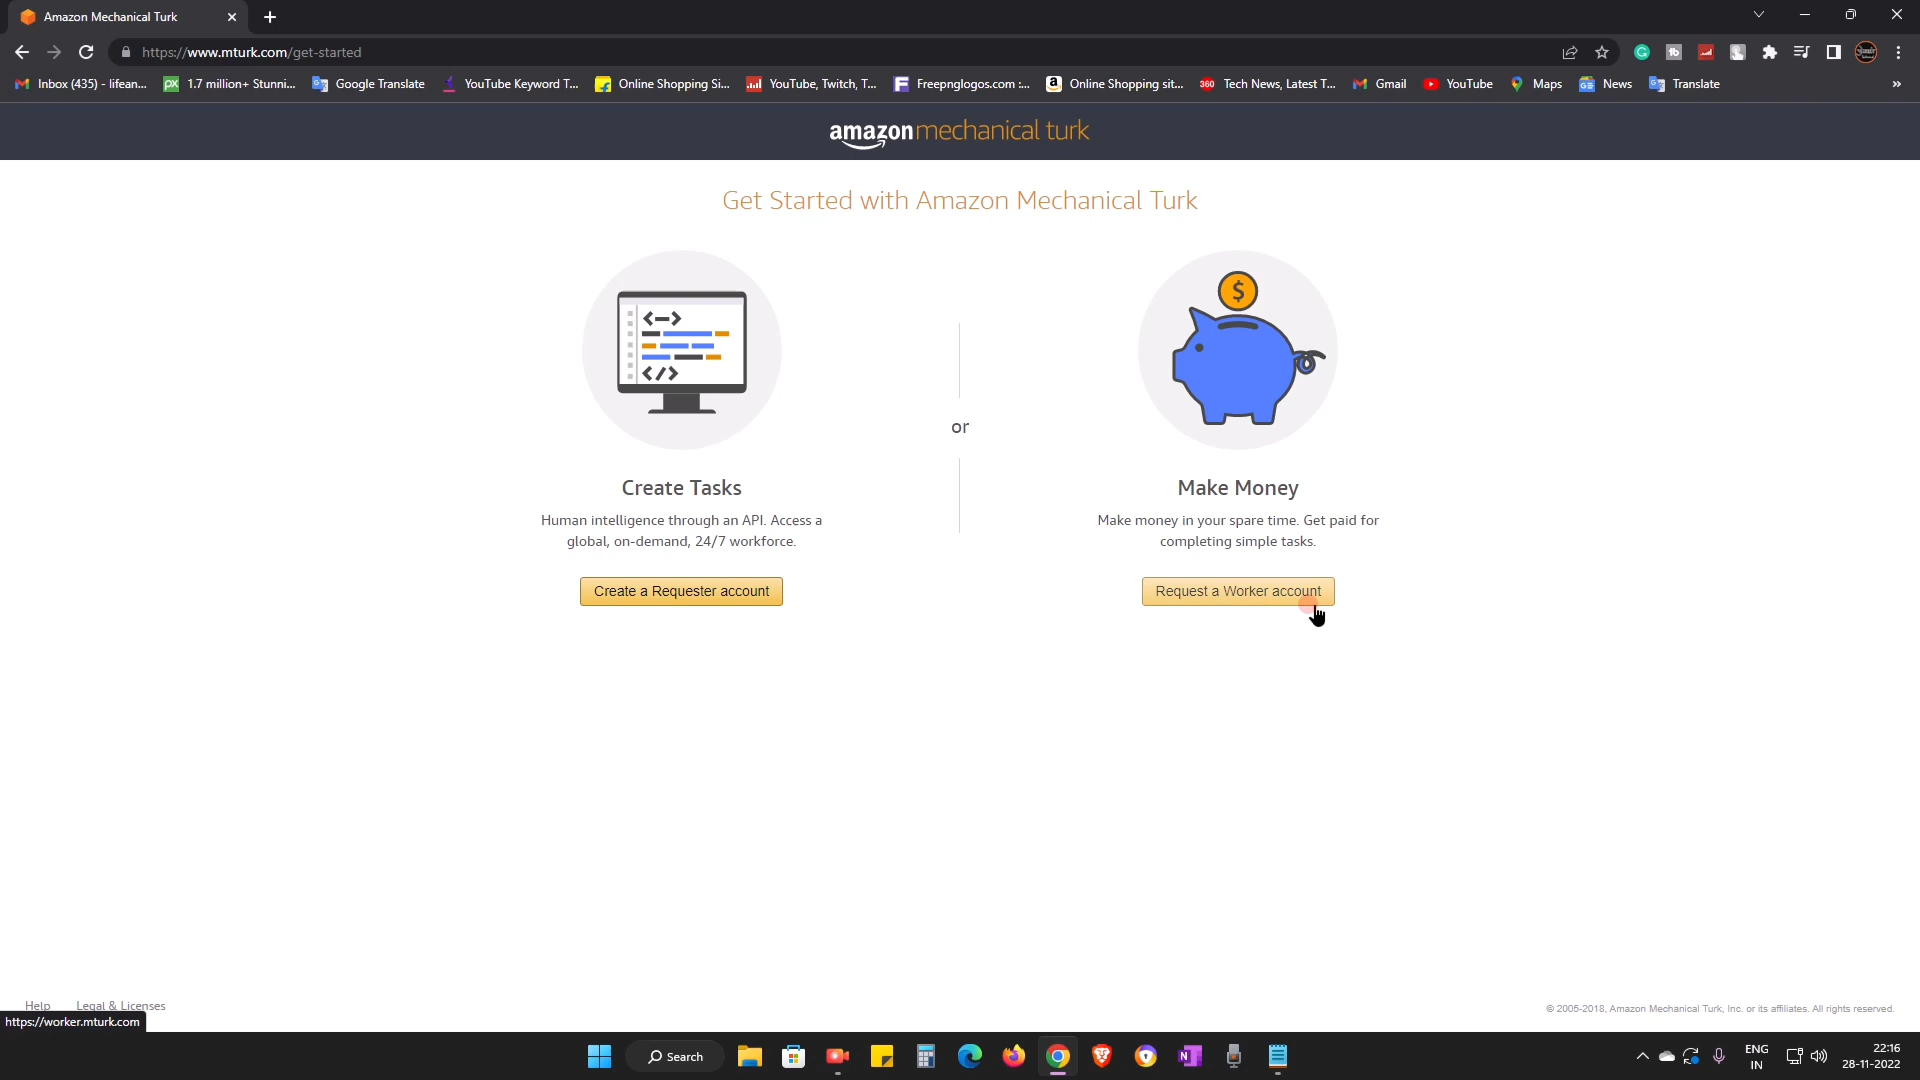 Amazon Mechanical Turk
https://www.mturk.com/get-started
Inbox (435) - lifean...
1.7 million+ Stunni...
Google Translate
YouTube Keyword T...
Online Shopping Si...
YouTube, Twitch, T...
Freepnglogos.com :...
Online Shopping sit...
Tech News, Latest T...
Gmail
YouTube
Maps
News
Translate
»
amazon mechanical turk
Get Started with Amazon Mechanical Turk
<-->
</>
$
or
Create Tasks
Human intelligence through an API. Access a
global, on-demand, 24/7 workforce.
Create a Requester account
Make Money
Make money in your spare time. Get paid for
completing simple tasks.
Request a Worker account
Help
Legal & Licenses
© 2005-2018, Amazon Mechanical Turk, Inc. or its affiliates. All rights reserved.
https://worker.mturk.com
Search
ENG
IN
22:16
28-11-2022